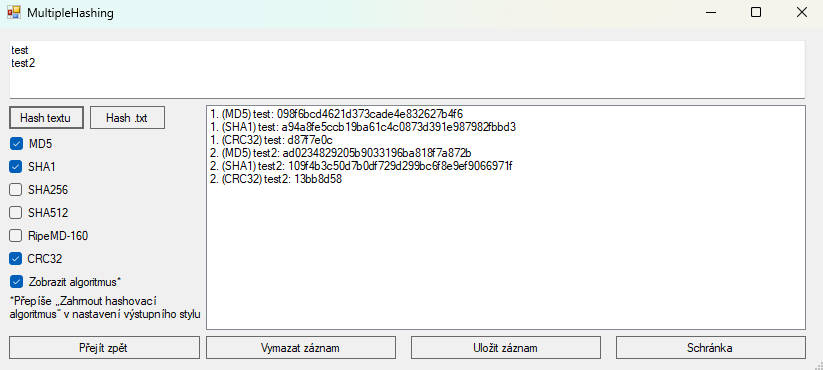 MultipleHashing
test
test2
Hash textu
Hash .txt
MD5
SHA1
SHA256
SHA512
RipeMD-160
CRC32
Zobrazit algoritmus*
*Přepíše „Zahrnout hashovací
algoritmus“ v nastavení výstupního stylu
1. (MD5) test: 098f6bcd4621d373cade4e832627b4f6
1. (SHA1) test: a94a8fe5ccb19ba61c4c0873d391e987982fbbd3
1. (CRC32) test: d87f7e0c
2. (MD5) test2: ad0234829205b9033196ba818f7a872b
2. (SHA1) test2: 109f4b3c50d7b0df729d299bc6f8e9ef9066971f
2. (CRC32) test2: 13bb8d58
Přejít zpět
Vymazat záznam
Uložit záznam
Schránka